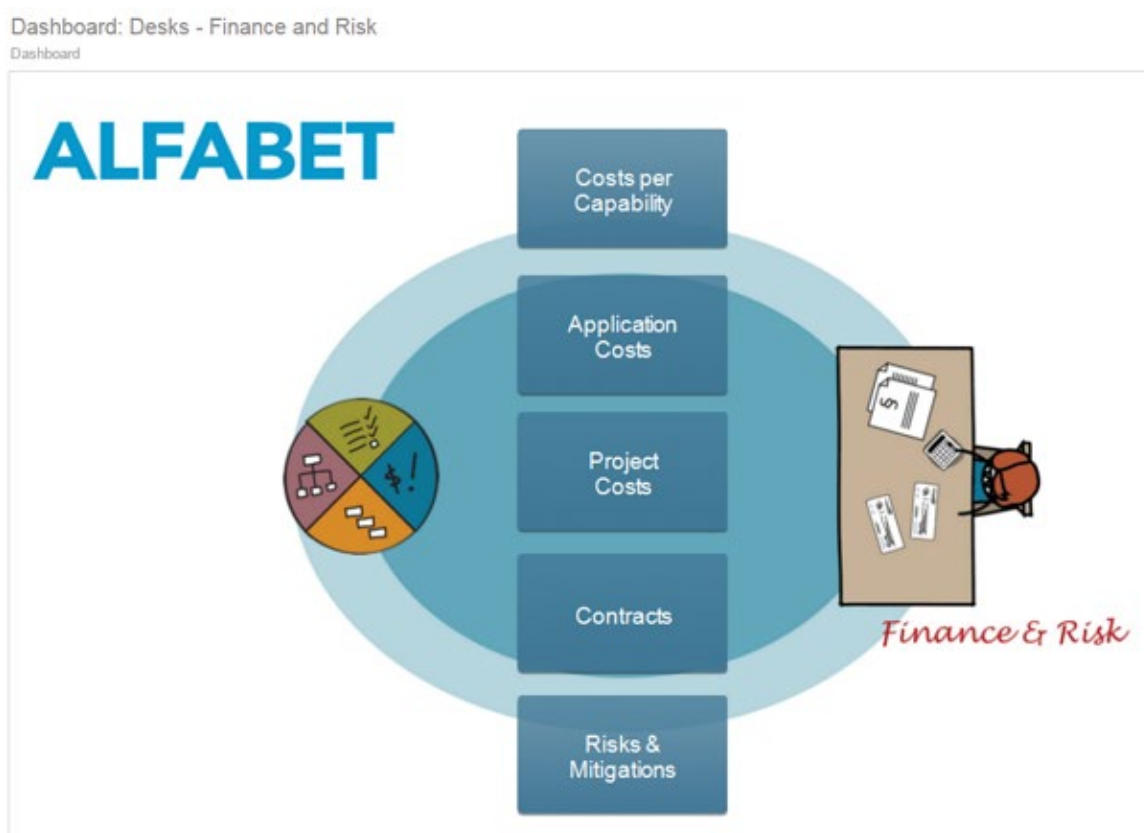 Dashboard: Desks - Finance and Risk
Dashboard
ALFABET
Costs per
Capability
Application
Costs
Project
Costs
Contracts
Risks &
Mitigations
§
$!
Finance & Risk